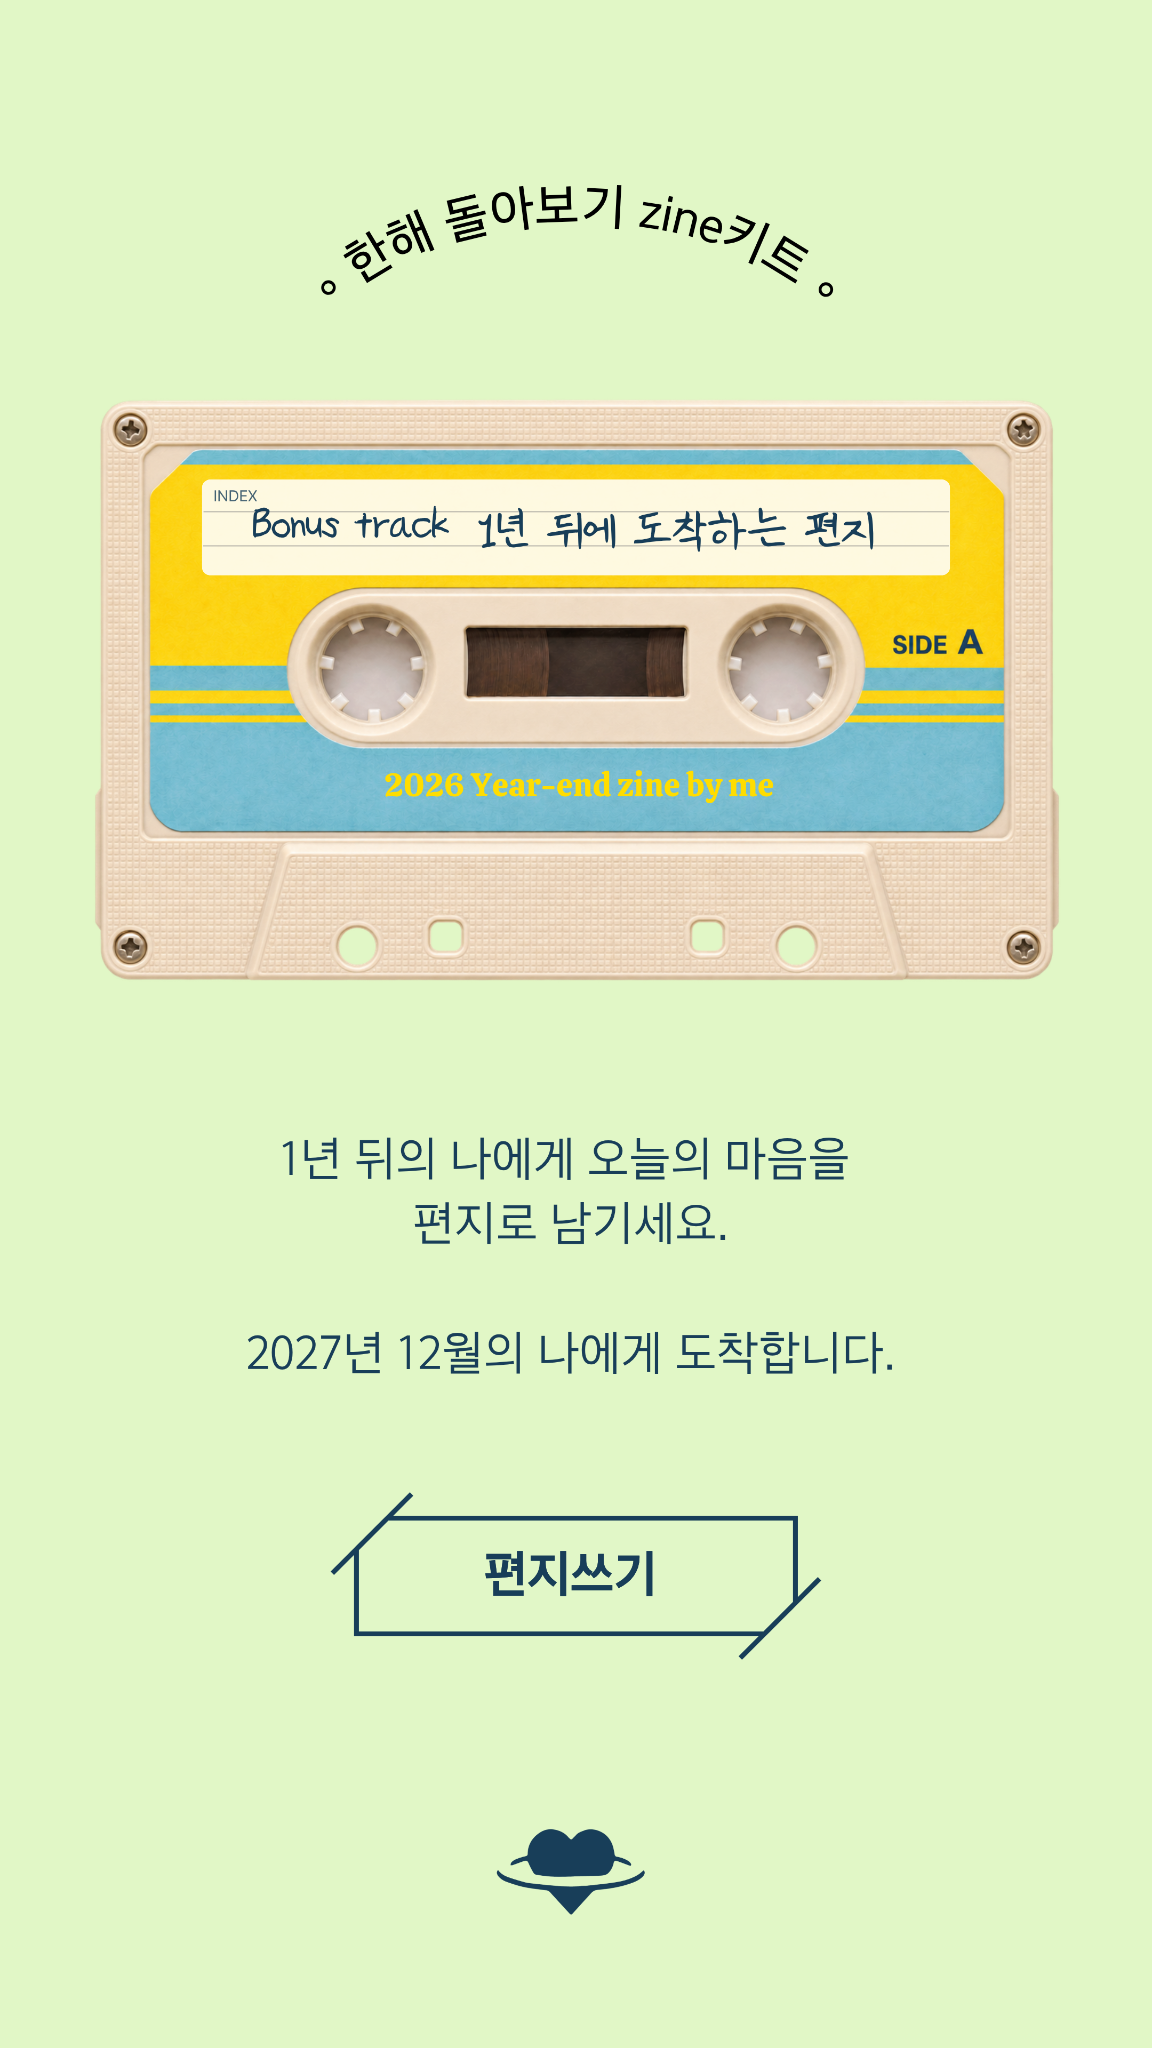 한해 돌아보기 zine키트
INDEX
Bonus track 1년 뒤에 도착하는 편지
SIDE A
2026 Year-end zine by me
1년 뒤의 나에게 오늘의 마음을
편지로 남기세요.
2027년 12월의 나에게 도착합니다.
편지쓰기